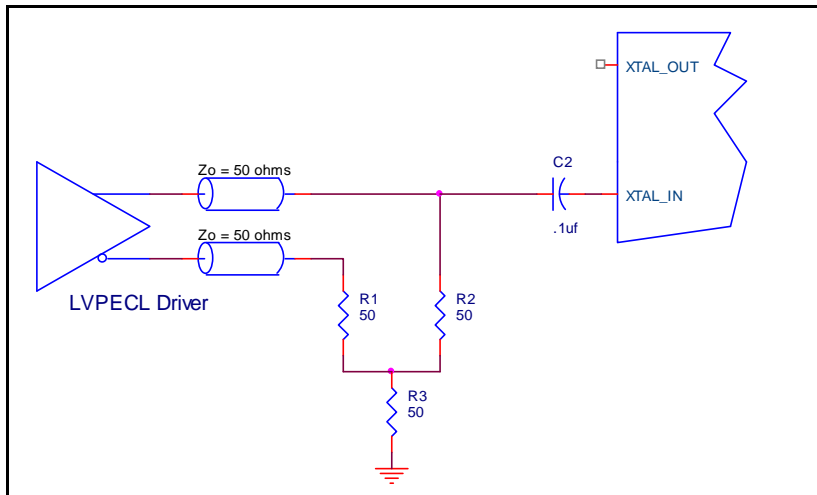 XTAL_OUT
Zo = 50 ohms
C2
XTAL_IN
.1uf
Zo = 50 ohms
LVPECL Driver
R1
50
R2
50
R3
50